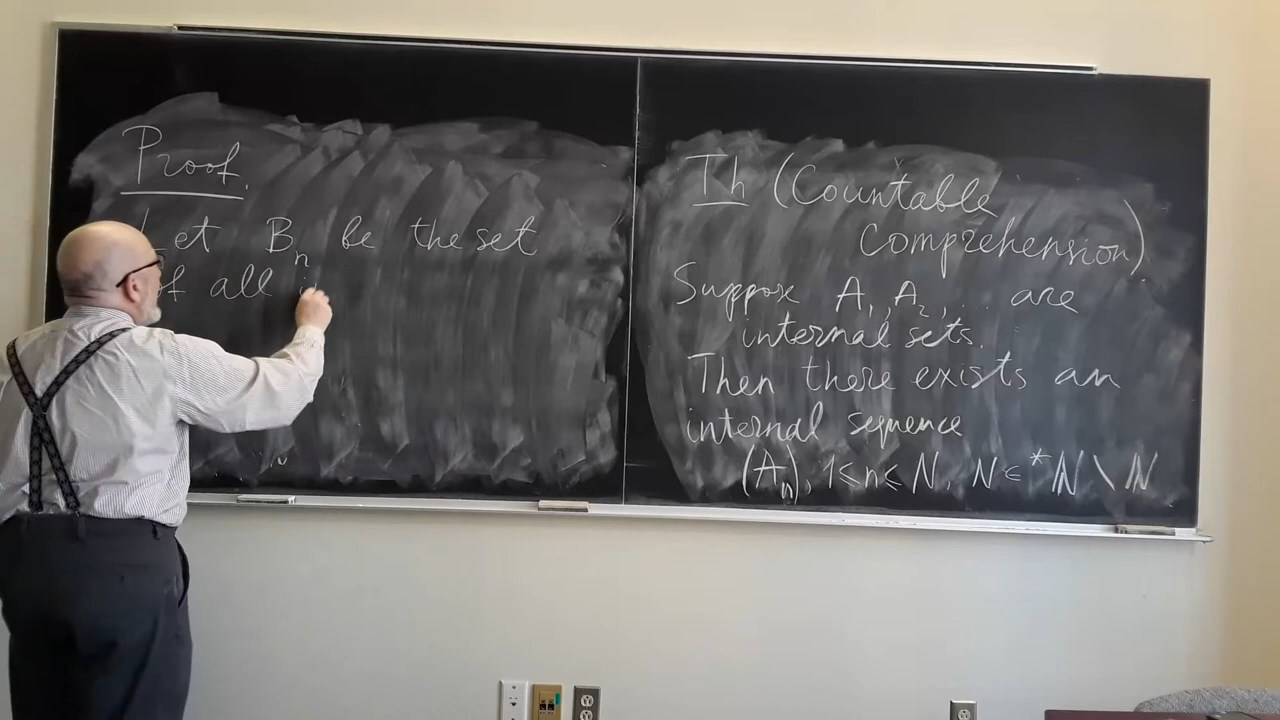 Proof.
Let Bₙ be the set
of all i
Th (Countable
Comprehension)
Suppose A₁, A₂, ... are
internal sets.
Then there exists an
internal sequence
(Aₙ), 1≤n≤N, N∈*ℕ∖ℕ